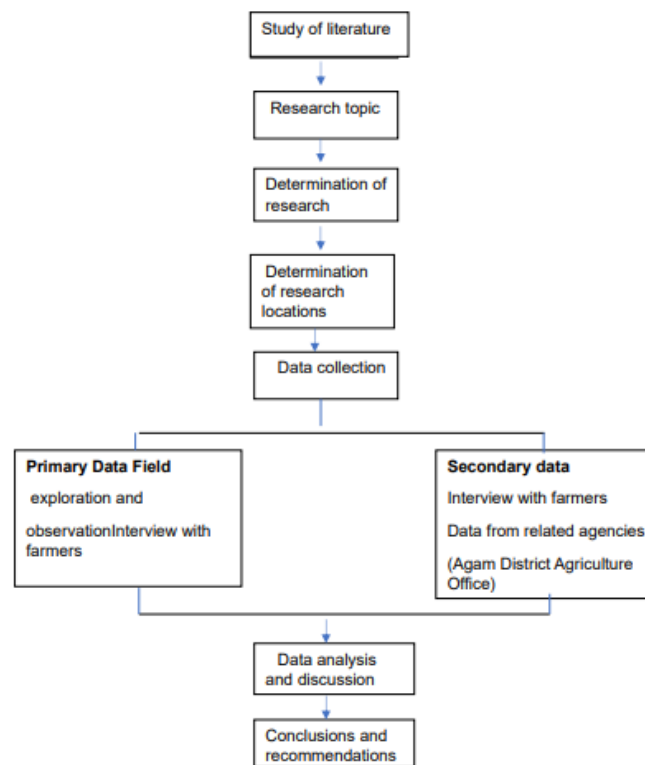 Study of literature
Research topic
Determination of
research
Determination
of research
locations
Data collection
Primary Data Field
exploration and
observationInterview with
farmers
Secondary data
Interview with farmers
Data from related agencies
(Agam District Agriculture
Office)
Data analysis
and discussion
Conclusions and
recommendations